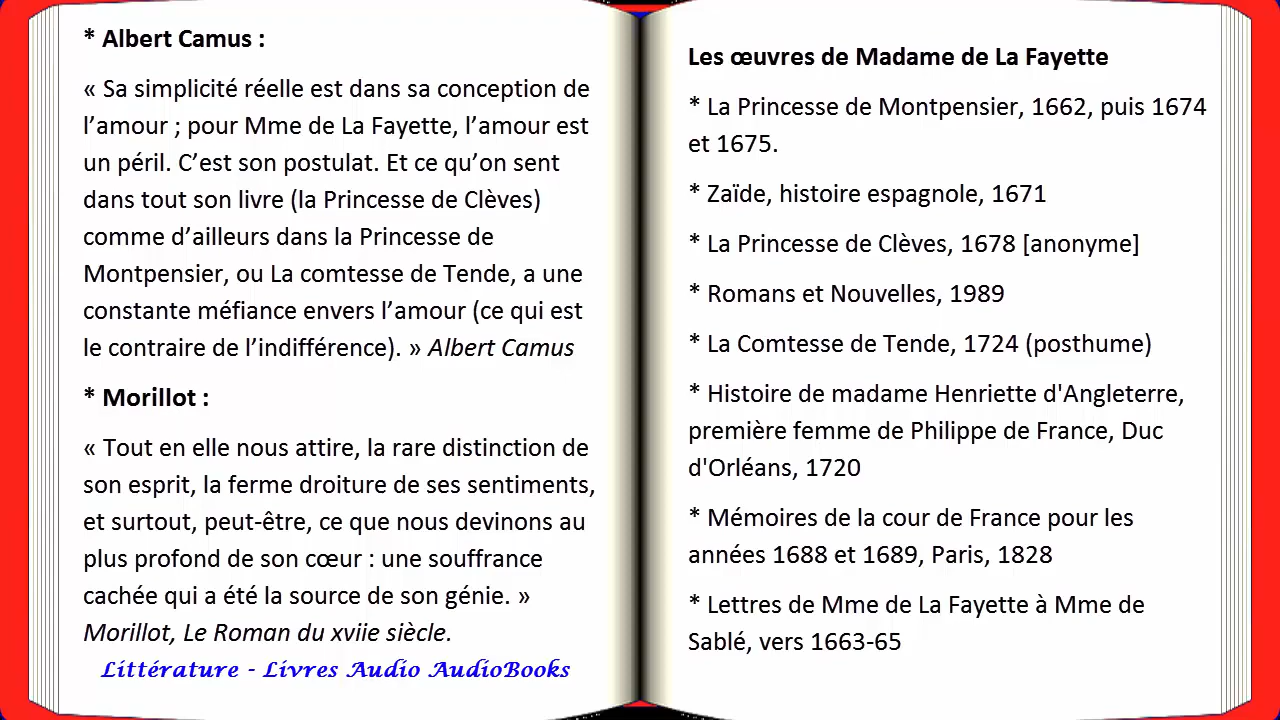 * Albert Camus :
« Sa simplicité réelle est dans sa conception de
l’amour ; pour Mme de La Fayette, l’amour est
un péril. C’est son postulat. Et ce qu’on sent
dans tout son livre (la Princesse de Clèves)
comme d’ailleurs dans la Princesse de
Montpensier, ou La comtesse de Tende, a une
constante méfiance envers l’amour (ce qui est
le contraire de l’indifférence). » Albert Camus
* Morillot :
« Tout en elle nous attire, la rare distinction de
son esprit, la ferme droiture de ses sentiments,
et surtout, peut-être, ce que nous devinons au
plus profond de son cœur : une souffrance
cachée qui a été la source de son génie. »
Morillot, Le Roman du xviie siècle.
Littérature - Livres Audio AudioBooks
Les œuvres de Madame de La Fayette
* La Princesse de Montpensier, 1662, puis 1674
et 1675.
* Zaïde, histoire espagnole, 1671
* La Princesse de Clèves, 1678 [anonyme]
* Romans et Nouvelles, 1989
* La Comtesse de Tende, 1724 (posthume)
* Histoire de madame Henriette d'Angleterre,
première femme de Philippe de France, Duc
d'Orléans, 1720
* Mémoires de la cour de France pour les
années 1688 et 1689, Paris, 1828
* Lettres de Mme de La Fayette à Mme de
Sablé, vers 1663-65